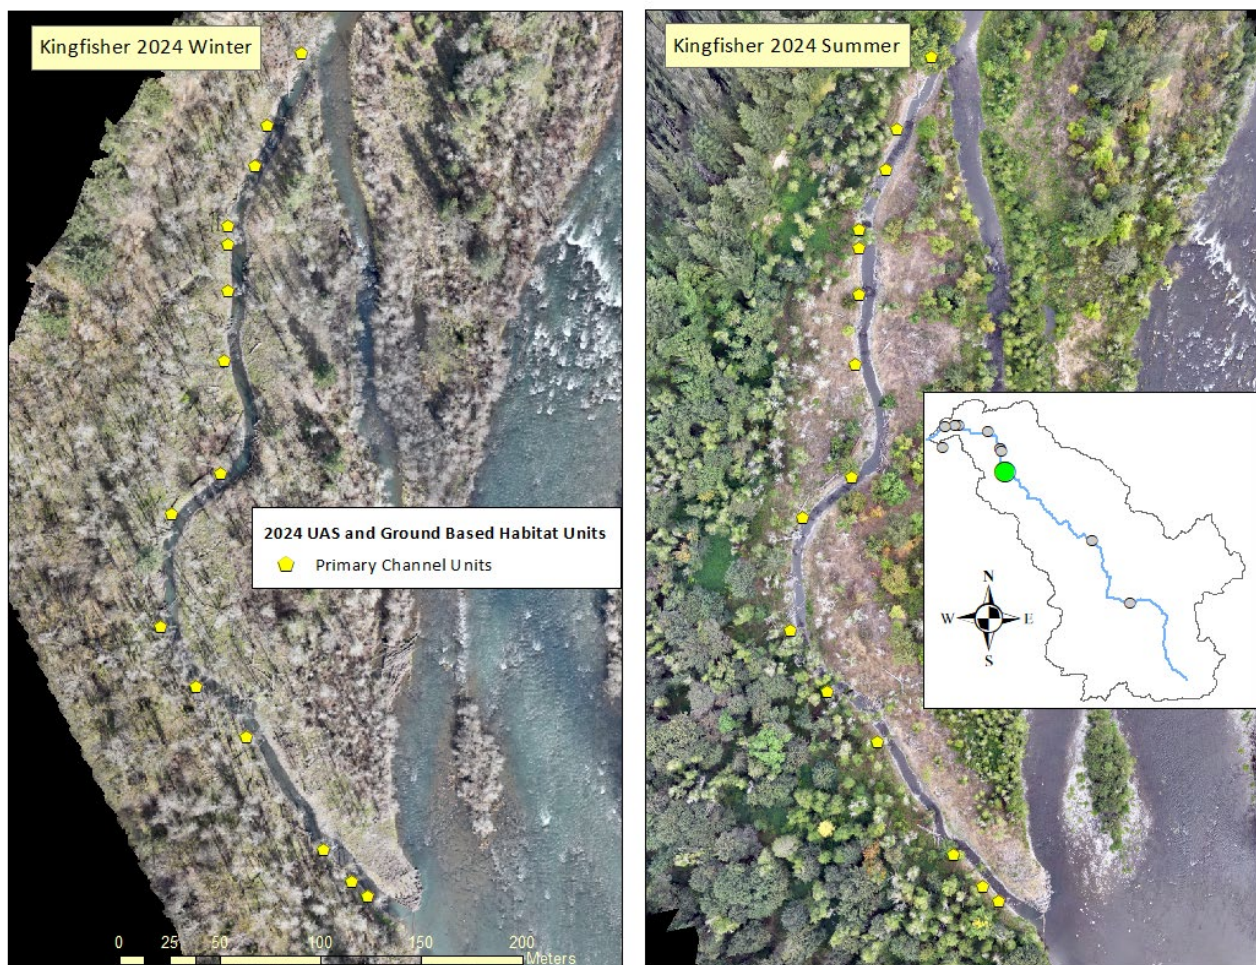 Kingfisher 2024 Winter
Kingfisher 2024 Summer
2024 UAS and Ground Based Habitat Units
Primary Channel Units
N
W E
S
0 25 50 100 150 200
Meters